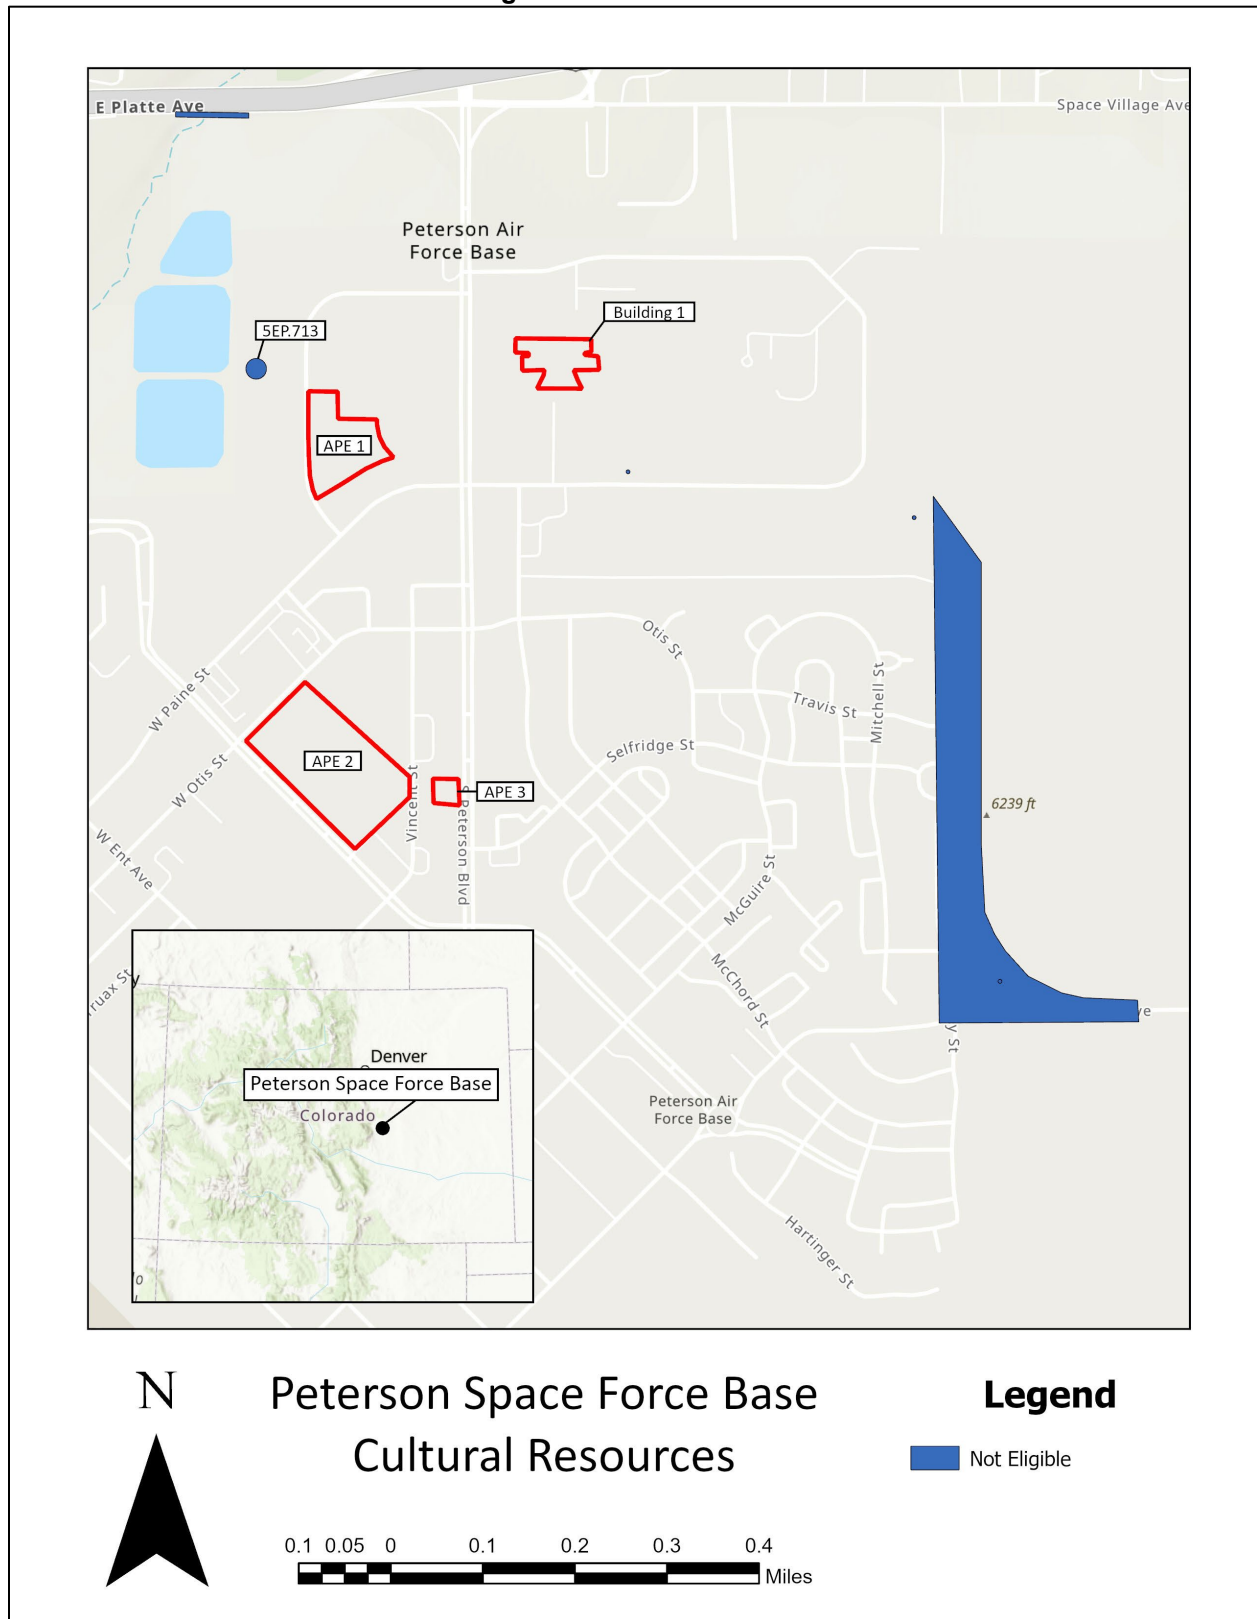 E Platte Ave
Space Village Ave
Peterson Air
Force Base
Building 1
5EP.713
APE 1
Otis St
W Paine St
Travis St
Mitchell St
Selfridge St
APE 2
W Otis St
Vincent St
APE 3
S Peterson Blvd
6239 ft
W Ent Ave
McGuire St
McChord St
ruax St
ve
y St
y
Denver
Peterson Space Force Base
Colorado
Peterson Air
Force Base
Hartinger St
o
N
Peterson Space Force Base
Cultural Resources
Legend
Not Eligible
0.1 0.05 0 0.1 0.2 0.3 0.4
Miles